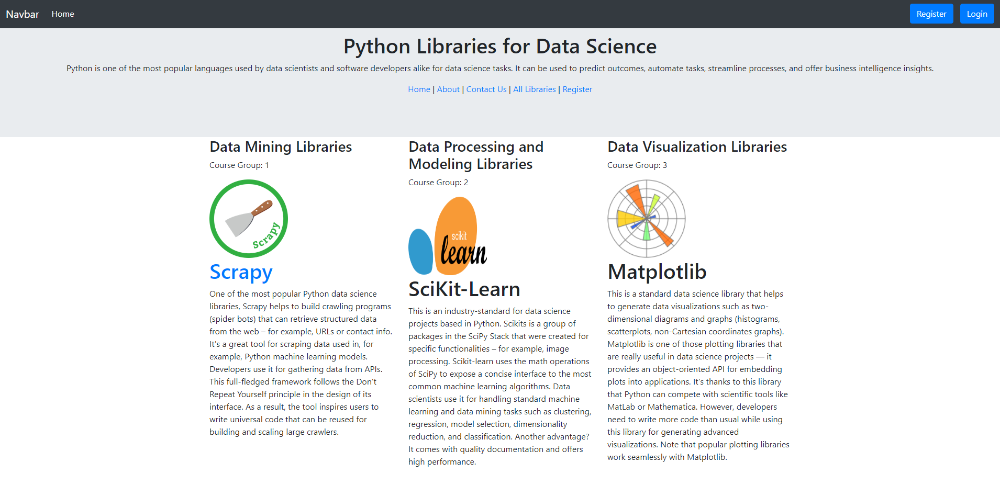 Navbar Home Register Login
Python Libraries for Data Science
Python is one of the most popular languages used by data scientists and software developers alike for data science tasks. It can be used to predict outcomes, automate tasks, streamline processes, and offer business intelligence insights.
Home | About | Contact Us | All Libraries | Register
Data Mining Libraries
Course Group: 1
Scrapy
Scrapy
One of the most popular Python data science
libraries, Scrapy helps to build crawling programs
(spider bots) that can retrieve structured data
from the web – for example, URLs or contact info.
It's a great tool for scraping data used in, for
example, Python machine learning models.
Developers use it for gathering data from APIs.
This full-fledged framework follows the Don't
Repeat Yourself principle in the design of its
interface. As a result, the tool inspires users to
write universal code that can be reused for
building and scaling large crawlers.
Data Processing and
Modeling Libraries
Course Group: 2
scikit
learn
SciKit-Learn
This is an industry-standard for data science
projects based in Python. Scikits is a group of
packages in the SciPy Stack that were created for
specific functionalities – for example, image
processing. Scikit-learn uses the math operations
of SciPy to expose a concise interface to the most
common machine learning algorithms. Data
scientists use it for handling standard machine
learning and data mining tasks such as clustering,
regression, model selection, dimensionality
reduction, and classification. Another advantage?
It comes with quality documentation and offers
high performance.
Data Visualization Libraries
Course Group: 3
Matplotlib
This is a standard data science library that helps
to generate data visualizations such as two-
dimensional diagrams and graphs (histograms,
scatterplots, non-Cartesian coordinates graphs).
Matplotlib is one of those plotting libraries that
are really useful in data science projects — it
provides an object-oriented API for embedding
plots into applications. It's thanks to this library
that Python can compete with scientific tools like
MatLab or Mathematica. However, developers
need to write more code than usual while using
this library for generating advanced
visualizations. Note that popular plotting libraries
work seamlessly with Matplotlib.